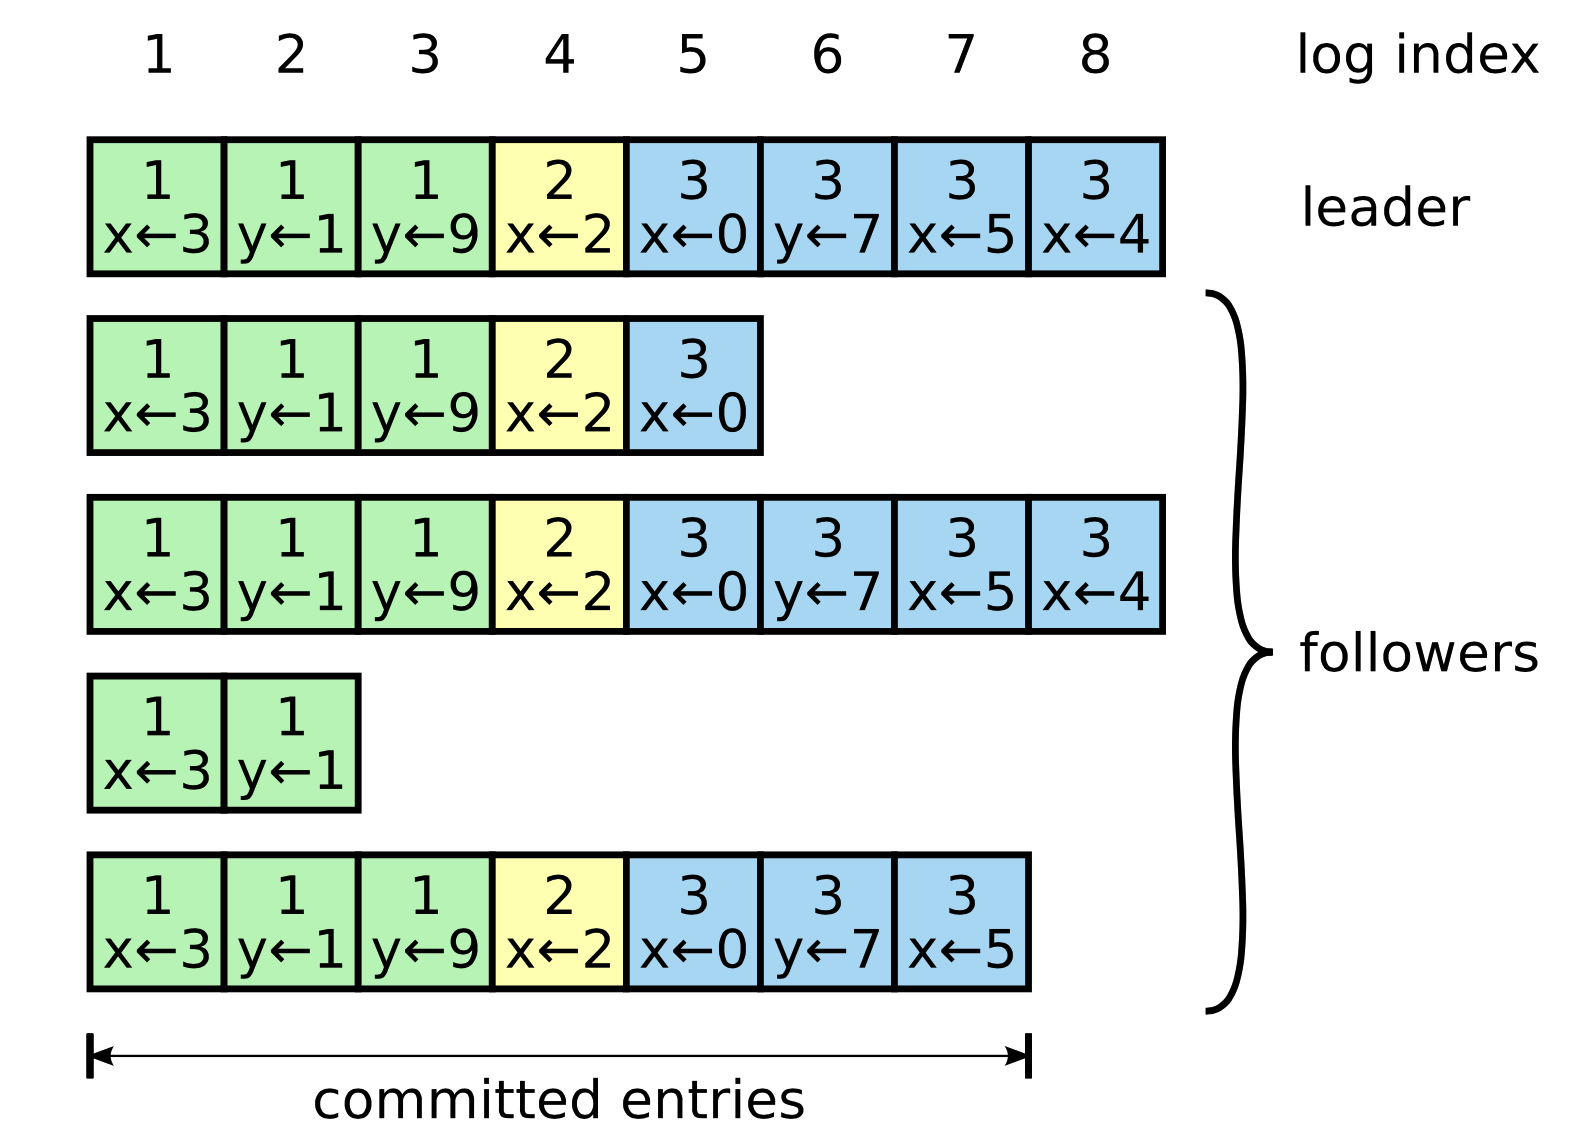 1 2 3 4 5 6 7 8 log index
1 1 1 2 3 3 3 3
x←3 y←1 y←9 x←2 x←0 y←7 x←5 x←4
leader
1 1 1 2 3
x←3 y←1 y←9 x←2 x←0
1 1 1 2 3 3 3 3
x←3 y←1 y←9 x←2 x←0 y←7 x←5 x←4
followers
1 1
x←3 y←1
1 1 1 2 3 3 3
x←3 y←1 y←9 x←2 x←0 y←7 x←5
committed entries